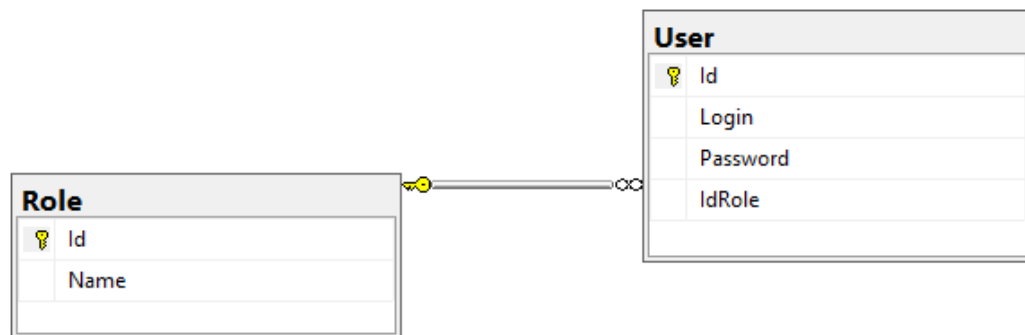 User
Id
Login
Password
IdRole
Role
Id
Name